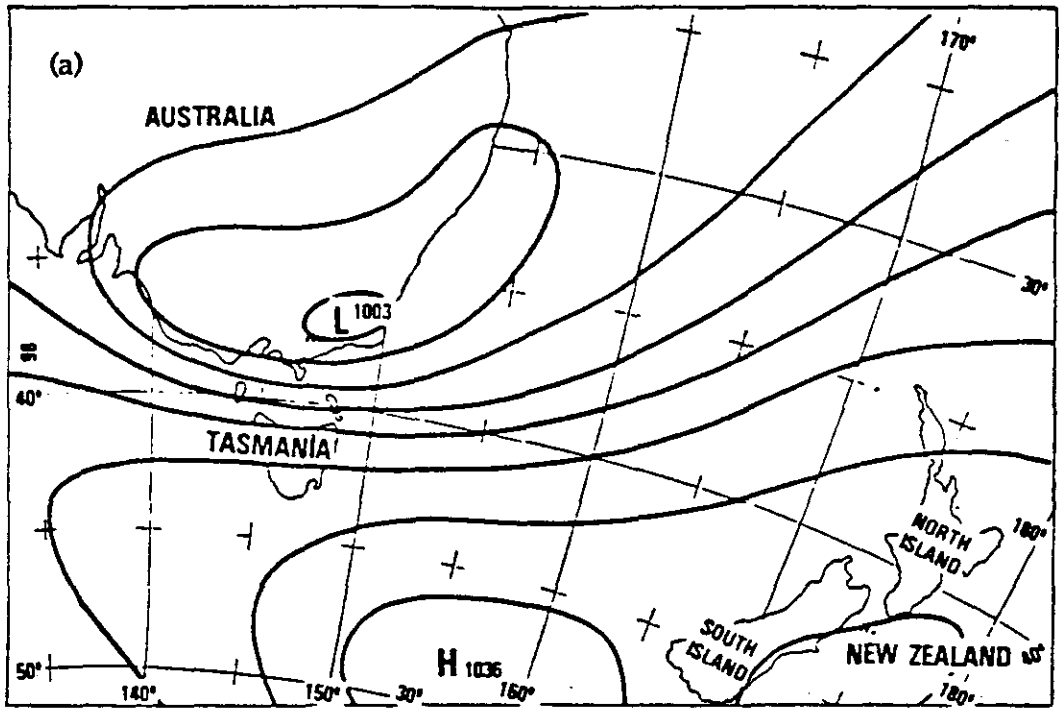 (a)
170°
AUSTRALIA
L 1003
30°
40°
TASMANIA
NORTH
ISLAND
180°
SOUTH
ISLAND
NEW ZEALAND
H 1036
50°
140°
150°
30°
160°
180°